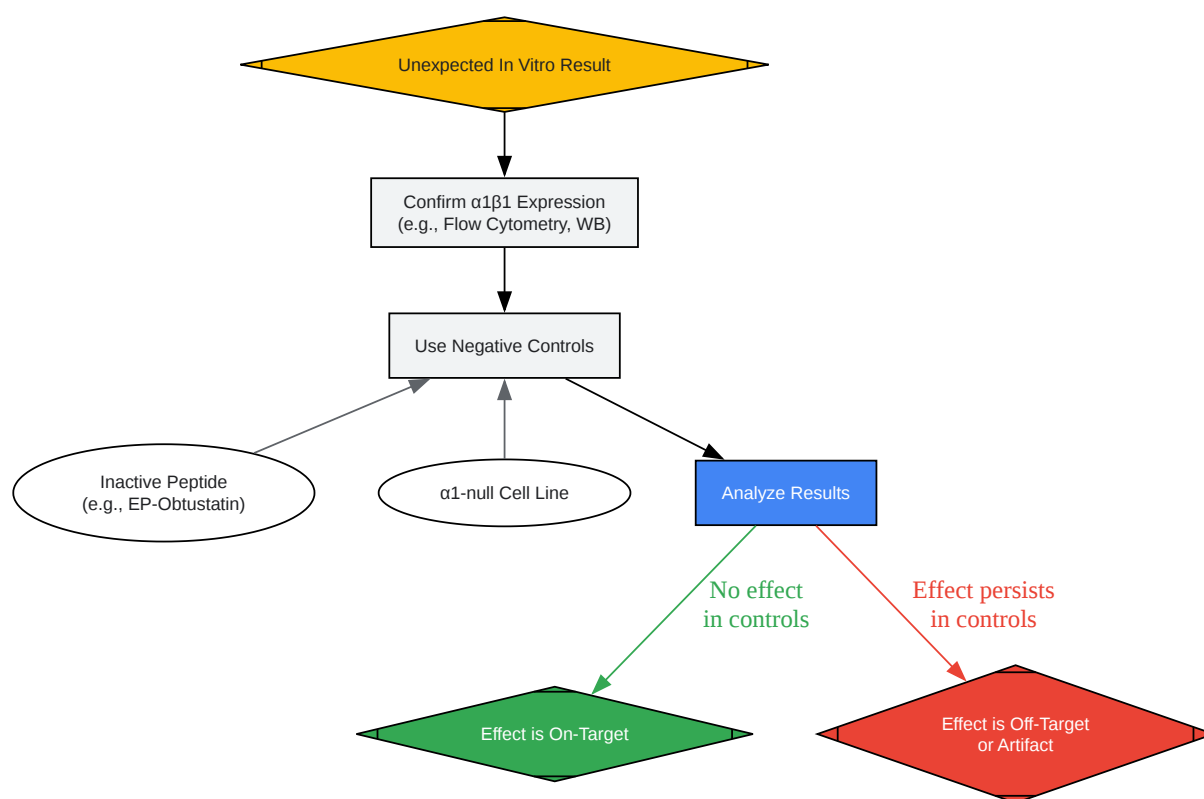 Unexpected In Vitro Result
Confirm α1β1 Expression
(e.g., Flow Cytometry, WB)
Use Negative Controls
Inactive Peptide
(e.g., EP-Obtustatin)
α1-null Cell Line
Analyze Results
No effect
in controls
Effect persists
in controls
Effect is On-Target
Effect is Off-Target
or Artifact